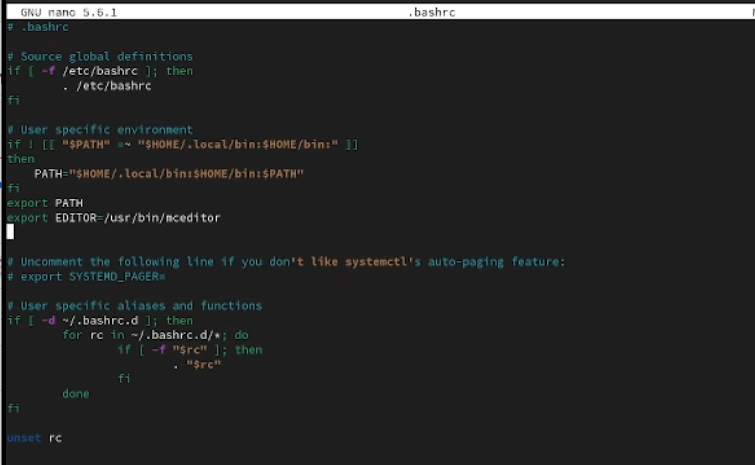 GNU nano 5.6.1 .bashrc
# .bashrc
# Source global definitions
if [ -f /etc/bashrc ]; then
. /etc/bashrc
fi
# User specific environment
if ! [[ "$PATH" =~ "$HOME/.local/bin:$HOME/bin:" ]]
then
PATH="$HOME/.local/bin:$HOME/bin:$PATH"
fi
export PATH
export EDITOR=/usr/bin/mceditor
# Uncomment the following line if you don't like systemctl's auto-paging feature:
# export SYSTEMD_PAGER=
# User specific aliases and functions
if [ -d ~/.bashrc.d ]; then
for rc in ~/.bashrc.d/*; do
if [ -f "$rc" ]; then
. "$rc"
fi
done
fi
unset rc